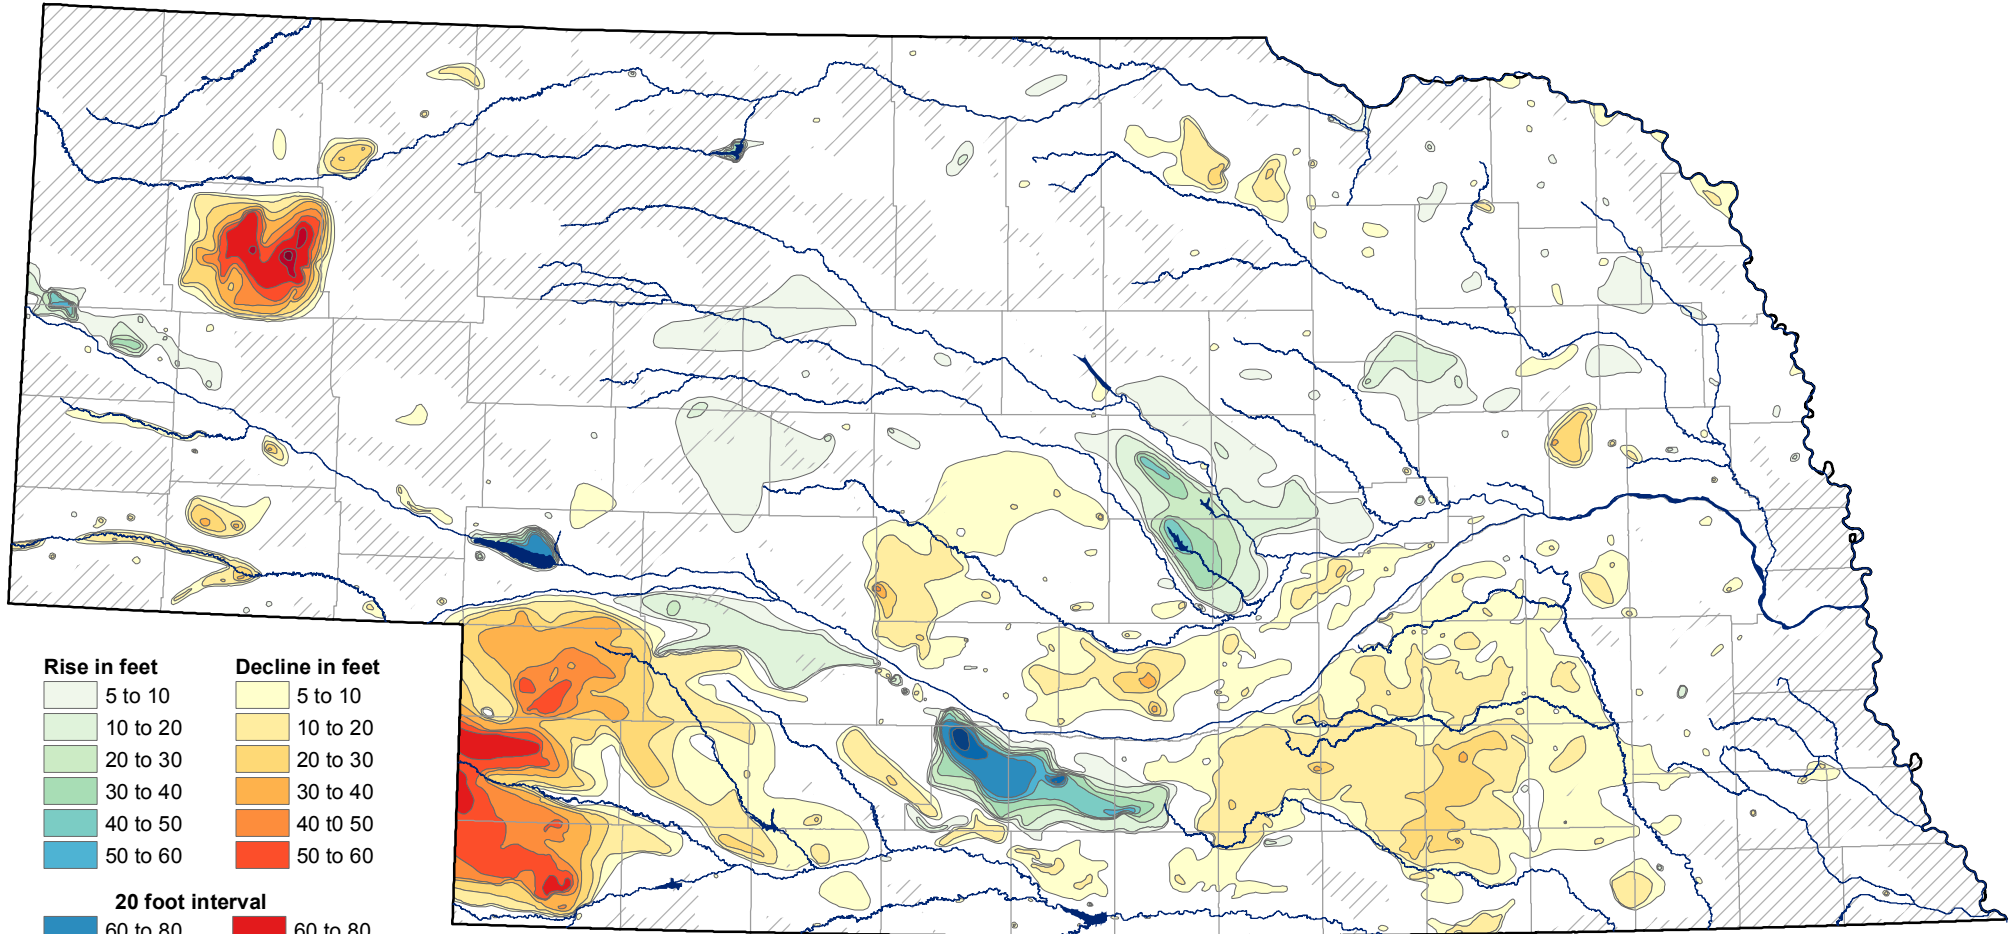 Rise in feet Decline in feet
5 to 10 5 to 10
10 to 20 10 to 20
20 to 30 20 to 30
30 to 40 30 to 40
40 to 50 40 t0 50
50 to 60 50 to 60
20 foot interval
60 to 80 60 to 80